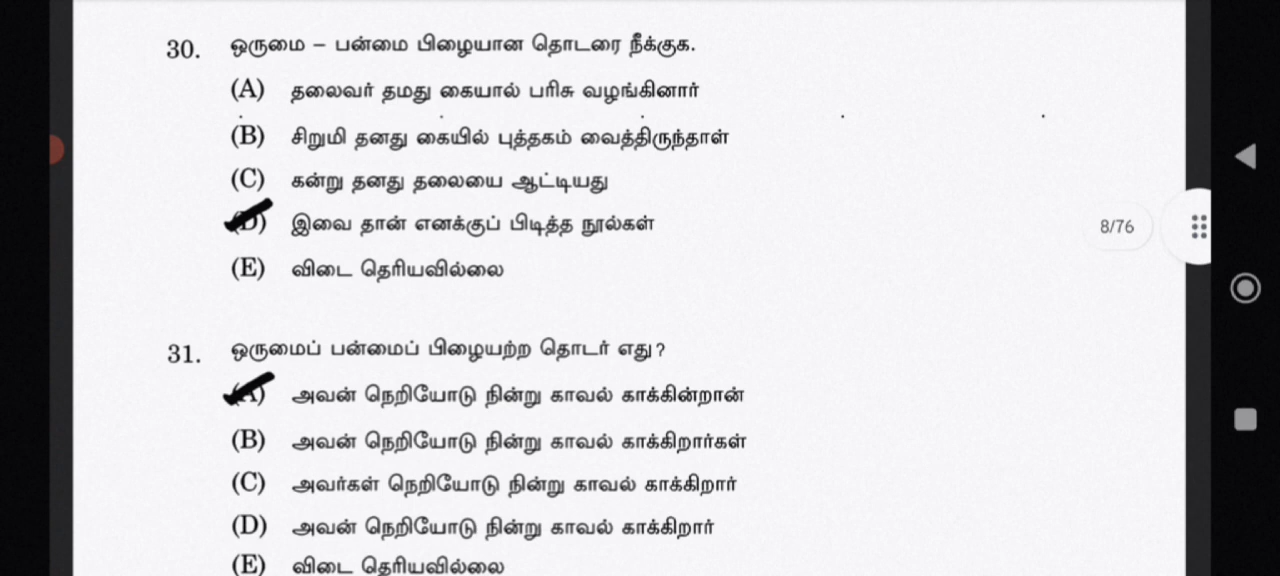 30. ஒருமை – பன்மை பிழையான தொடரை நீக்குக.
(A) தலைவர் தமது கையால் பரிசு வழங்கினார்
(B) சிறுமி தனது கையில் புத்தகம் வைத்திருந்தாள்
(C) கன்று தனது தலையை ஆட்டியது
(D) இவை தான் எனக்குப் பிடித்த நூல்கள்
8/76
(E) விடை தெரியவில்லை
31. ஒருமைப் பன்மைப் பிழையற்ற தொடர் எது?
(A) அவன் நெறியோடு நின்று காவல் காக்கின்றான்
(B) அவன் நெறியோடு நின்று காவல் காக்கிறார்கள்
(C) அவர்கள் நெறியோடு நின்று காவல் காக்கிறார்
(D) அவன் நெறியோடு நின்று காவல் காக்கிறார்
(E) விடை தெரியவில்லை